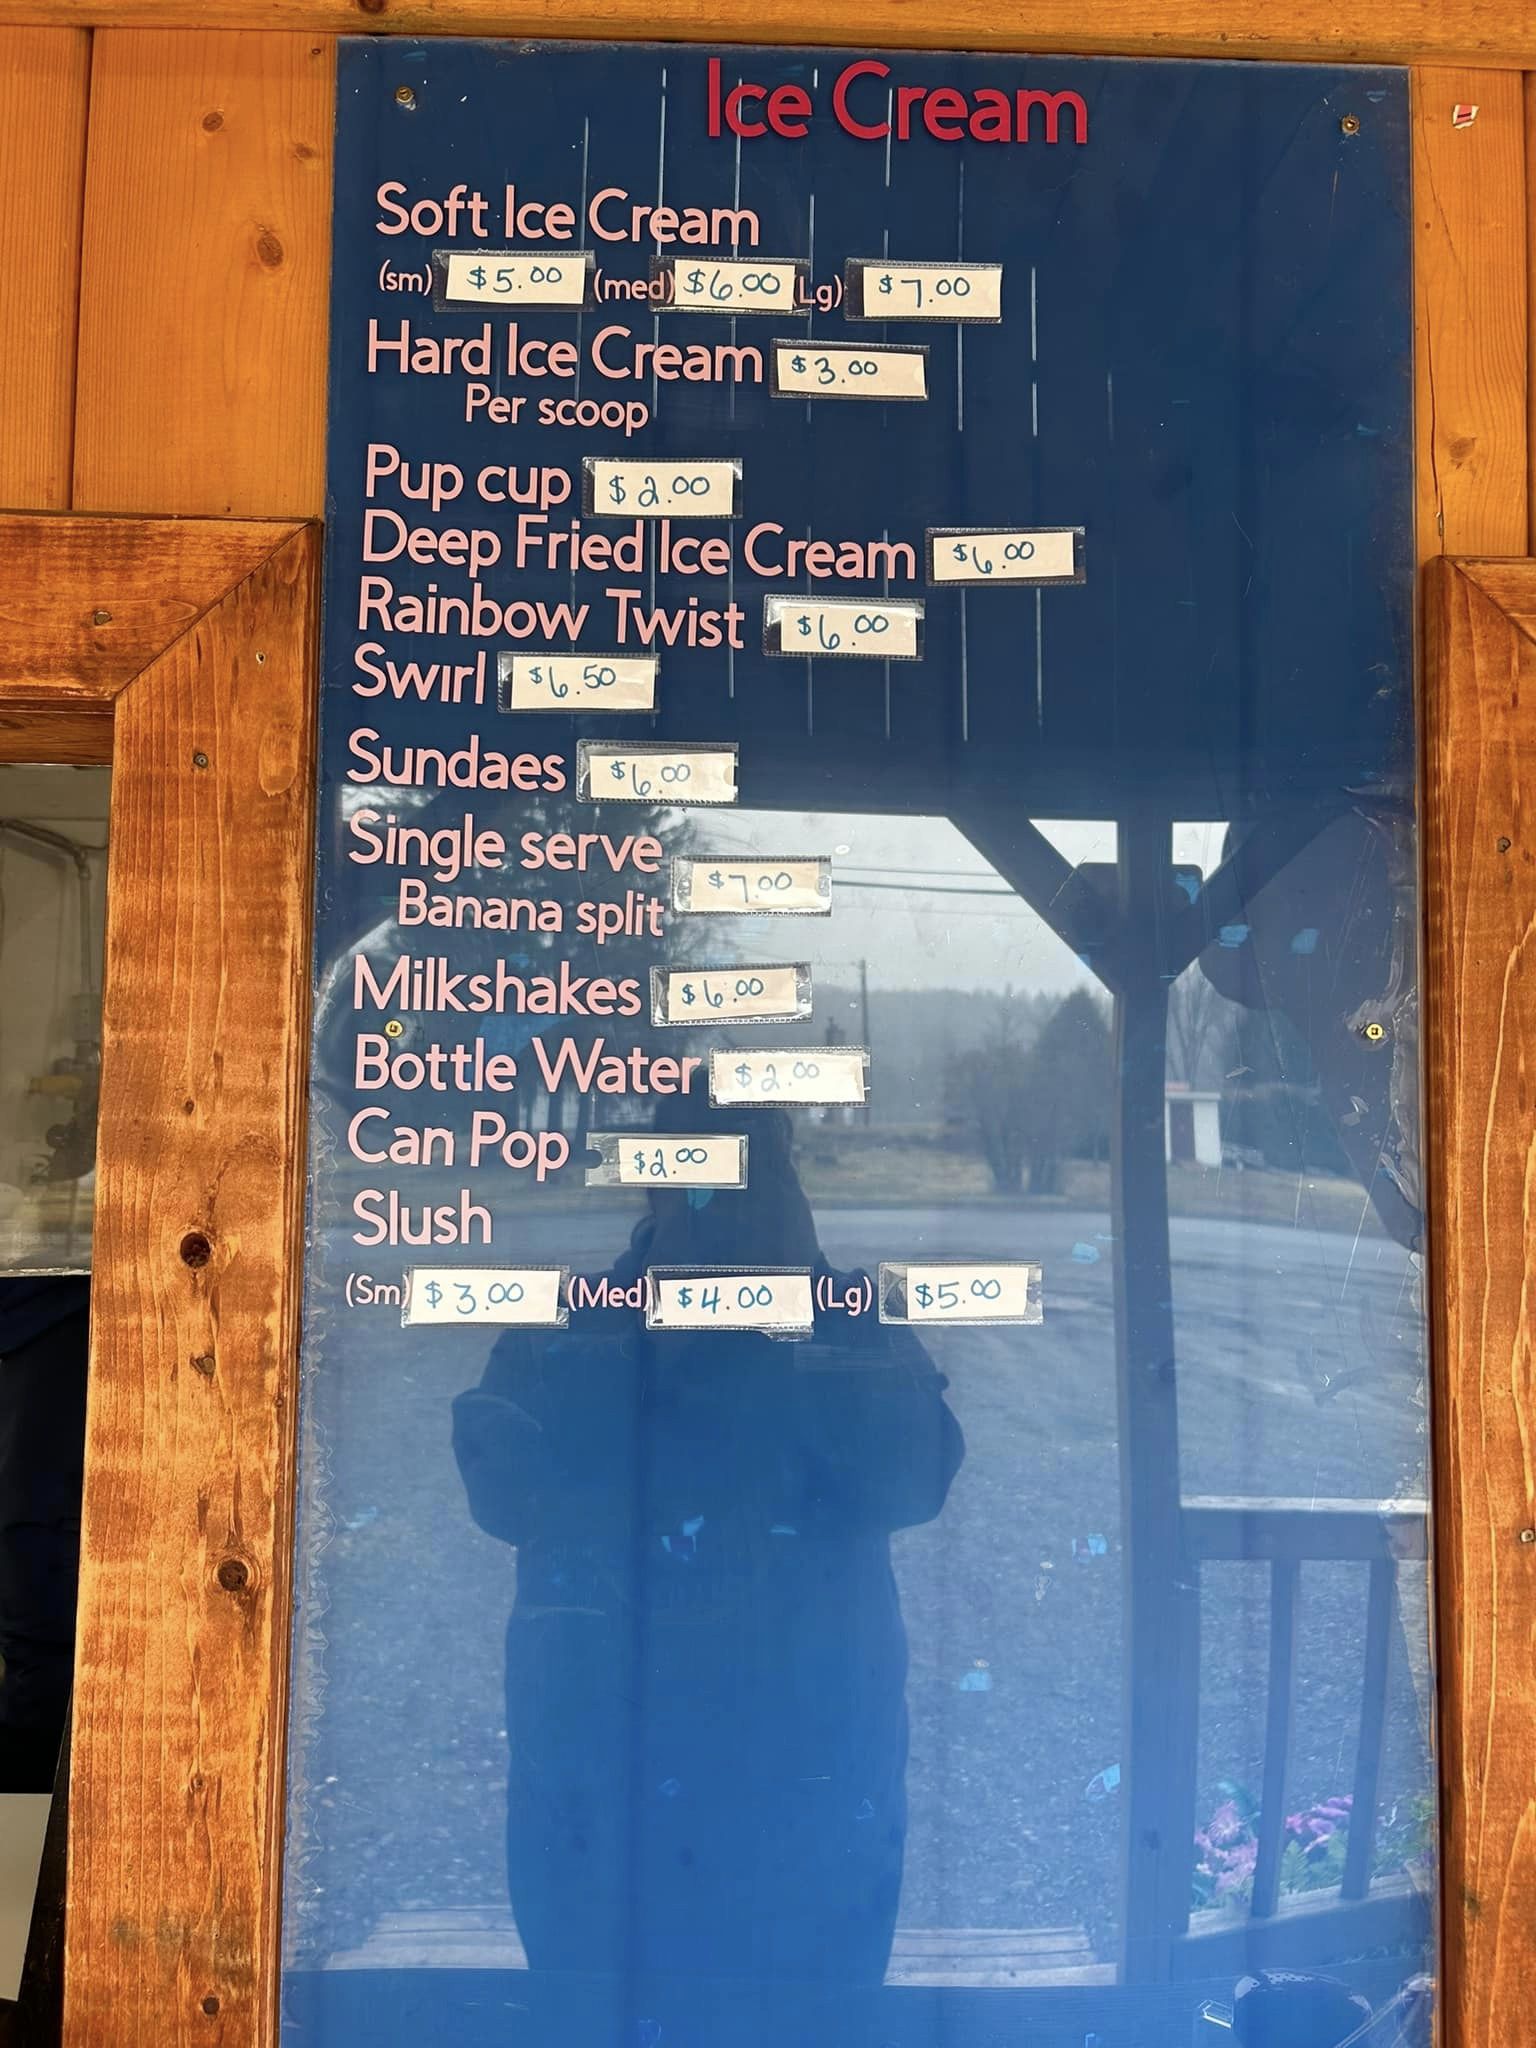 Ice Cream
Soft Ice Cream
(sm) $5.00 (med) $6.00 (Lg) $7.00
Hard Ice Cream $3.00
Per scoop
Pup cup $2.00
Deep Fried Ice Cream $6.00
Rainbow Twist $6.00
Swirl $6.50
Sundaes $6.00
Single serve
Banana split $7.00
Milkshakes $6.00
Bottle Water $2.00
Can Pop $2.00
Slush
(Sm) $3.00 (Med) $4.00 (Lg) $5.00